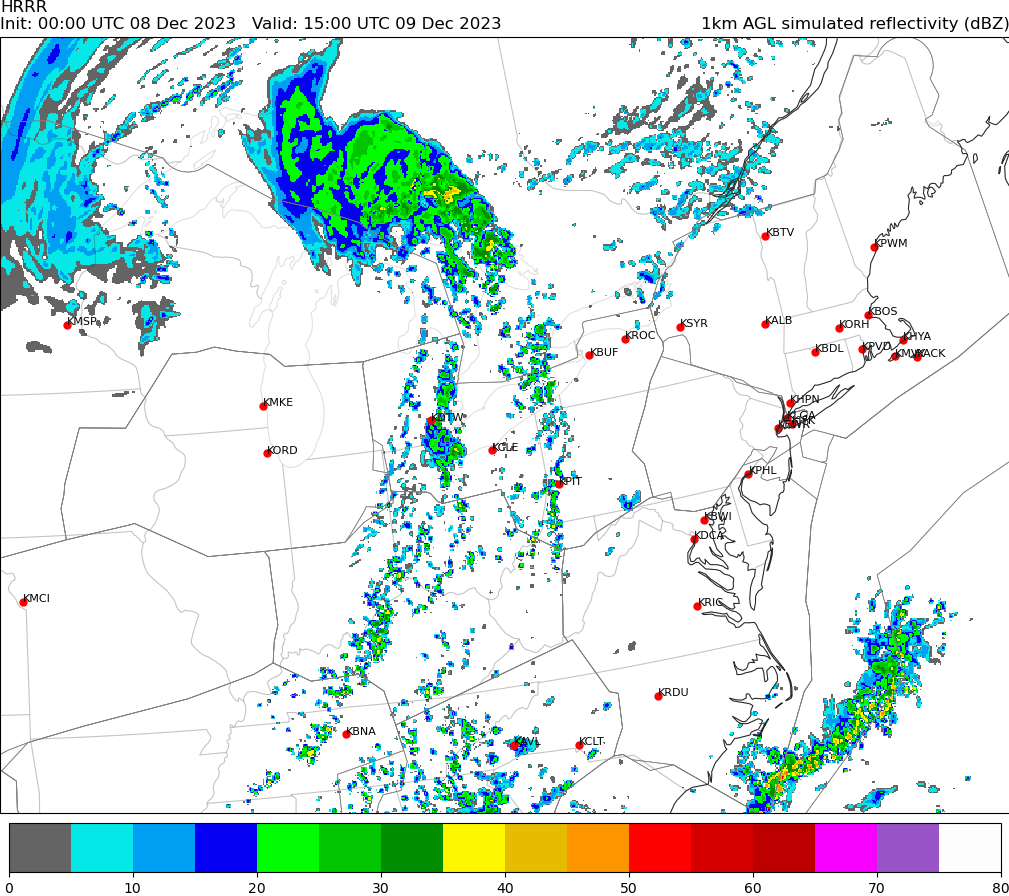 HRRR
Init: 00:00 UTC 08 Dec 2023   Valid: 15:00 UTC 09 Dec 2023   1km AGL simulated reflectivity (dBZ)
KBTV
KPWM
KMSP
KBOS
KSYR
KALB
KORH
KROC
KHYA
KBUF
KBDL
KPVD
KACK
KMKE
KHPN
KLGA
KDTW
KORD
KCLE
KPHL
KPIT
KBWI
KDCA
KMCI
KRIC
KRDU
KBNA
KAVL
KCLT
0 10 20 30 40 50 60 70 80